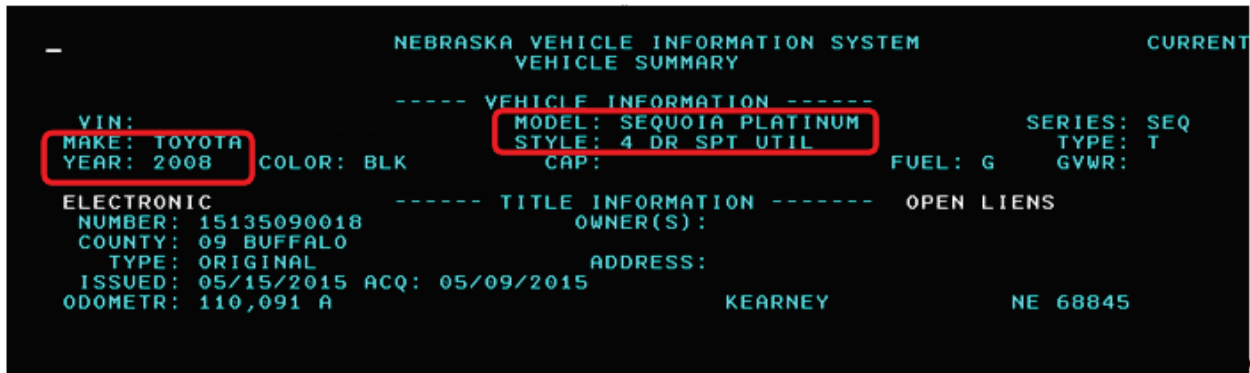 NEBRASKA VEHICLE INFORMATION SYSTEM CURRENT
VEHICLE SUMMARY
----- VEHICLE INFORMATION ------
VIN: MODEL: SEQUOIA PLATINUM SERIES: SEQ
MAKE: TOYOTA STYLE: 4 DR SPT UTIL TYPE: T
YEAR: 2008 COLOR: BLK CAP: FUEL: G GVWR:
ELECTRONIC ------ TITLE INFORMATION ------- OPEN LIENS
NUMBER: 15135090018 OWNER(S):
COUNTY: 09 BUFFALO
TYPE: ORIGINAL ADDRESS:
ISSUED: 05/15/2015 ACQ: 05/09/2015
ODOMETR: 110,091 A KEARNEY NE 68845